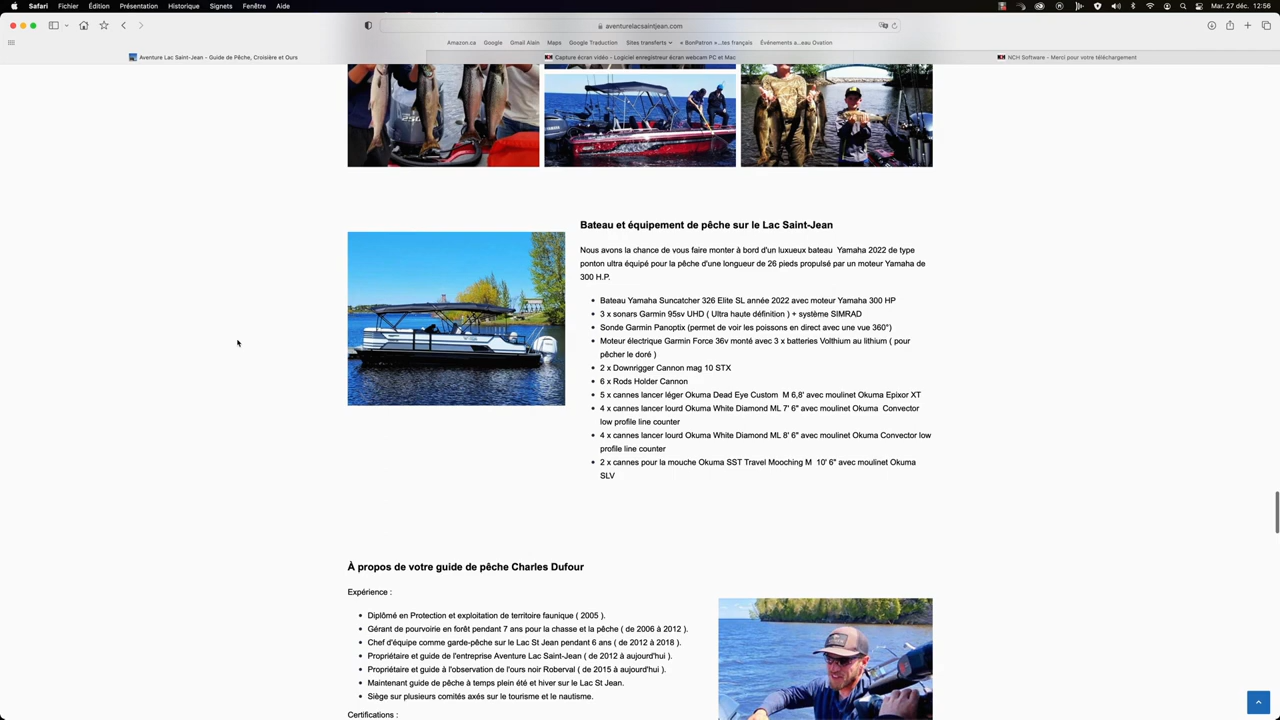 Safari Fichier Édition Présentation Historique Signets Fenêtre Aide Mar. 27 déc. 12:56
aventurelacsaintjean.com
Amazon.ca Google Gmail Alain Maps Google Traduction Sites transferts « BonPatron »...tes français Événements a...eau Ovation
Aventure Lac Saint-Jean - Guide de Pêche, Croisière et Ours Capture écran vidéo - Logiciel enregistreur écran webcam PC et Mac NCH Software - Merci pour votre téléchargement
Bateau et équipement de pêche sur le Lac Saint-Jean
Nous avons la chance de vous faire monter à bord d'un luxueux bateau Yamaha 2022 de type
ponton ultra équipé pour la pêche d'une longueur de 26 pieds propulsé par un moteur Yamaha de
300 H.P.
• Bateau Yamaha Suncatcher 326 Elite SL année 2022 avec moteur Yamaha 300 HP
• 3 x sonars Garmin 95sv UHD ( Ultra haute définition ) + système SIMRAD
• Sonde Garmin Panoptix (permet de voir les poissons en direct avec une vue 360°)
• Moteur électrique Garmin Force 36v monté avec 3 x batteries Volthium au lithium ( pour
pêcher le doré )
• 2 x Downrigger Cannon mag 10 STX
• 6 x Rods Holder Cannon
• 5 x cannes lancer léger Okuma Dead Eye Custom M 6,8' avec moulinet Okuma Epixor XT
• 4 x cannes lancer lourd Okuma White Diamond ML 7' 6" avec moulinet Okuma Convector
low profile line counter
• 4 x cannes lancer lourd Okuma White Diamond ML 8' 6" avec moulinet Okuma Convector low
profile line counter
• 2 x cannes pour la mouche Okuma SST Travel Mooching M 10' 6" avec moulinet Okuma
SLV
À propos de votre guide de pêche Charles Dufour
Expérience :
• Diplômé en Protection et exploitation de territoire faunique ( 2005 ).
• Gérant de pourvoirie en forêt pendant 7 ans pour la chasse et la pêche ( de 2006 à 2012 ).
• Chef d'équipe comme garde-pêche sur le Lac St Jean pendant 6 ans ( de 2012 à 2018 ).
• Propriétaire et guide de l'entreprise Aventure Lac Saint-Jean ( de 2012 à aujourd'hui ).
• Propriétaire et guide à l'observation de l'ours noir Roberval ( de 2015 à aujourd'hui ).
• Maintenant guide de pêche à temps plein été et hiver sur le Lac St Jean.
• Siège sur plusieurs comités axés sur le tourisme et le nautisme.
Certifications :